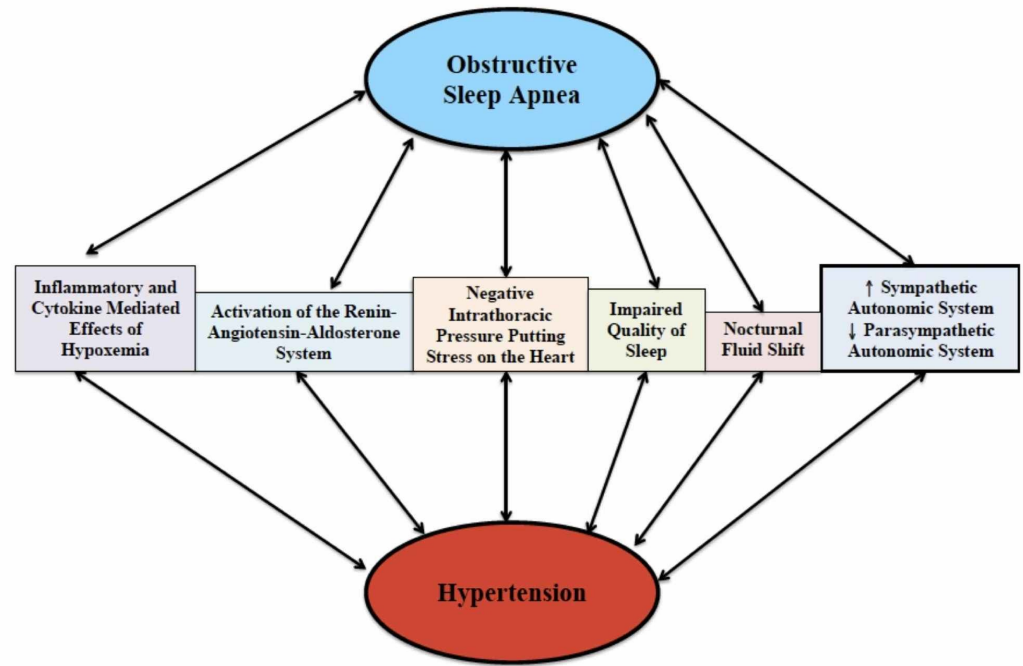 Obstructive
Sleep Apnea
Inflammatory and
Cytokine Mediated
Effects of
Hypoxemia
Activation of the Renin-
Angiotensin-Aldosterone
System
Negative
Intrathoracic
Pressure Putting
Stress on the Heart
Impaired
Quality of
Sleep
Nocturnal
Fluid Shift
↑ Sympathetic
Autonomic System
↓ Parasympathetic
Autonomic System
Hypertension